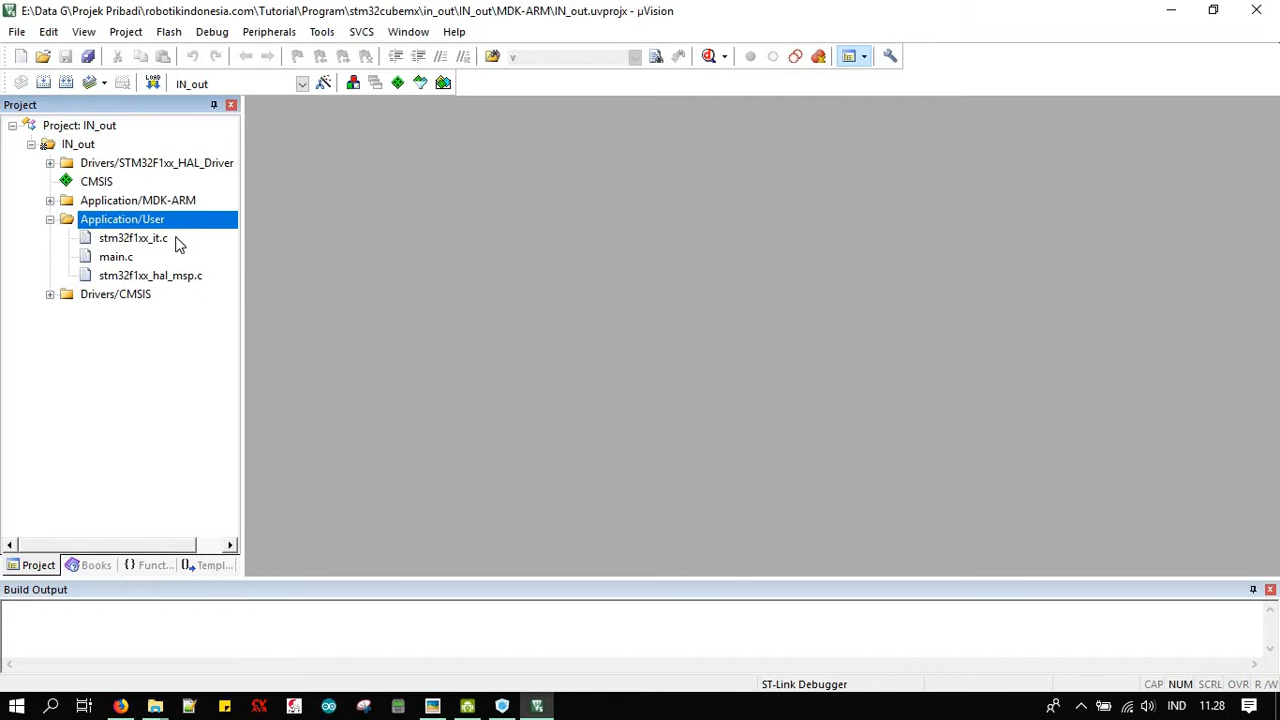 E:\Data G\Projek Pribadi\robotikindonesia.com\Tutorial\Program\stm32cubemx\in_out\IN_out\MDK-ARM\IN_out.uvprojx - µVision
File Edit View Project Flash Debug Peripherals Tools SVCS Window Help
v
LOAD IN_out
Project
Project: IN_out
IN_out
Drivers/STM32F1xx_HAL_Driver
CMSIS
Application/MDK-ARM
Application/User
stm32f1xx_it.c
main.c
stm32f1xx_hal_msp.c
Drivers/CMSIS
Project Books {} Funct... Templ...
Build Output
ST-Link Debugger CAP NUM SCRL OVR R/W
CV AVR IND 11.28